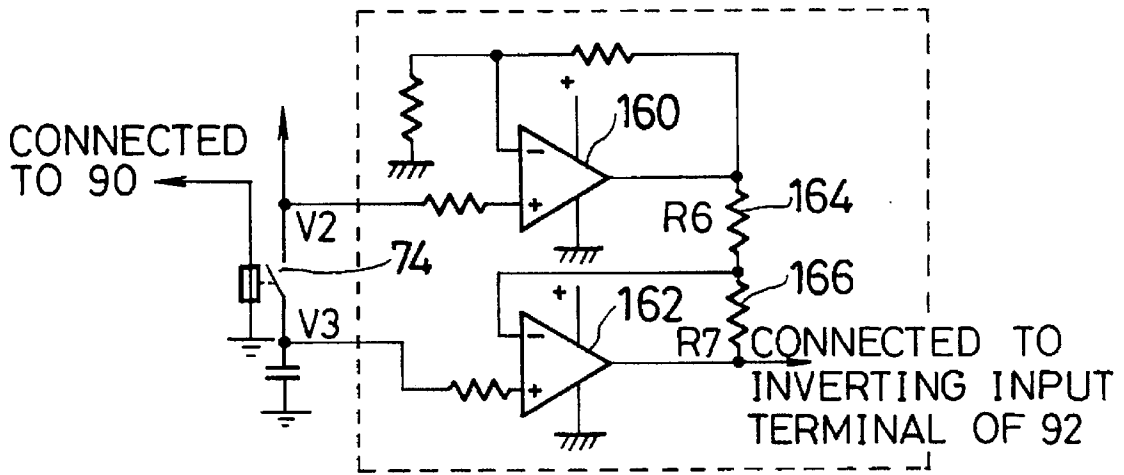 CONNECTED
TO 90
V2
74
V3
+
−
+
160
R6
164
+
−
+
162
166
R7
CONNECTED TO
INVERTING INPUT
TERMINAL OF 92